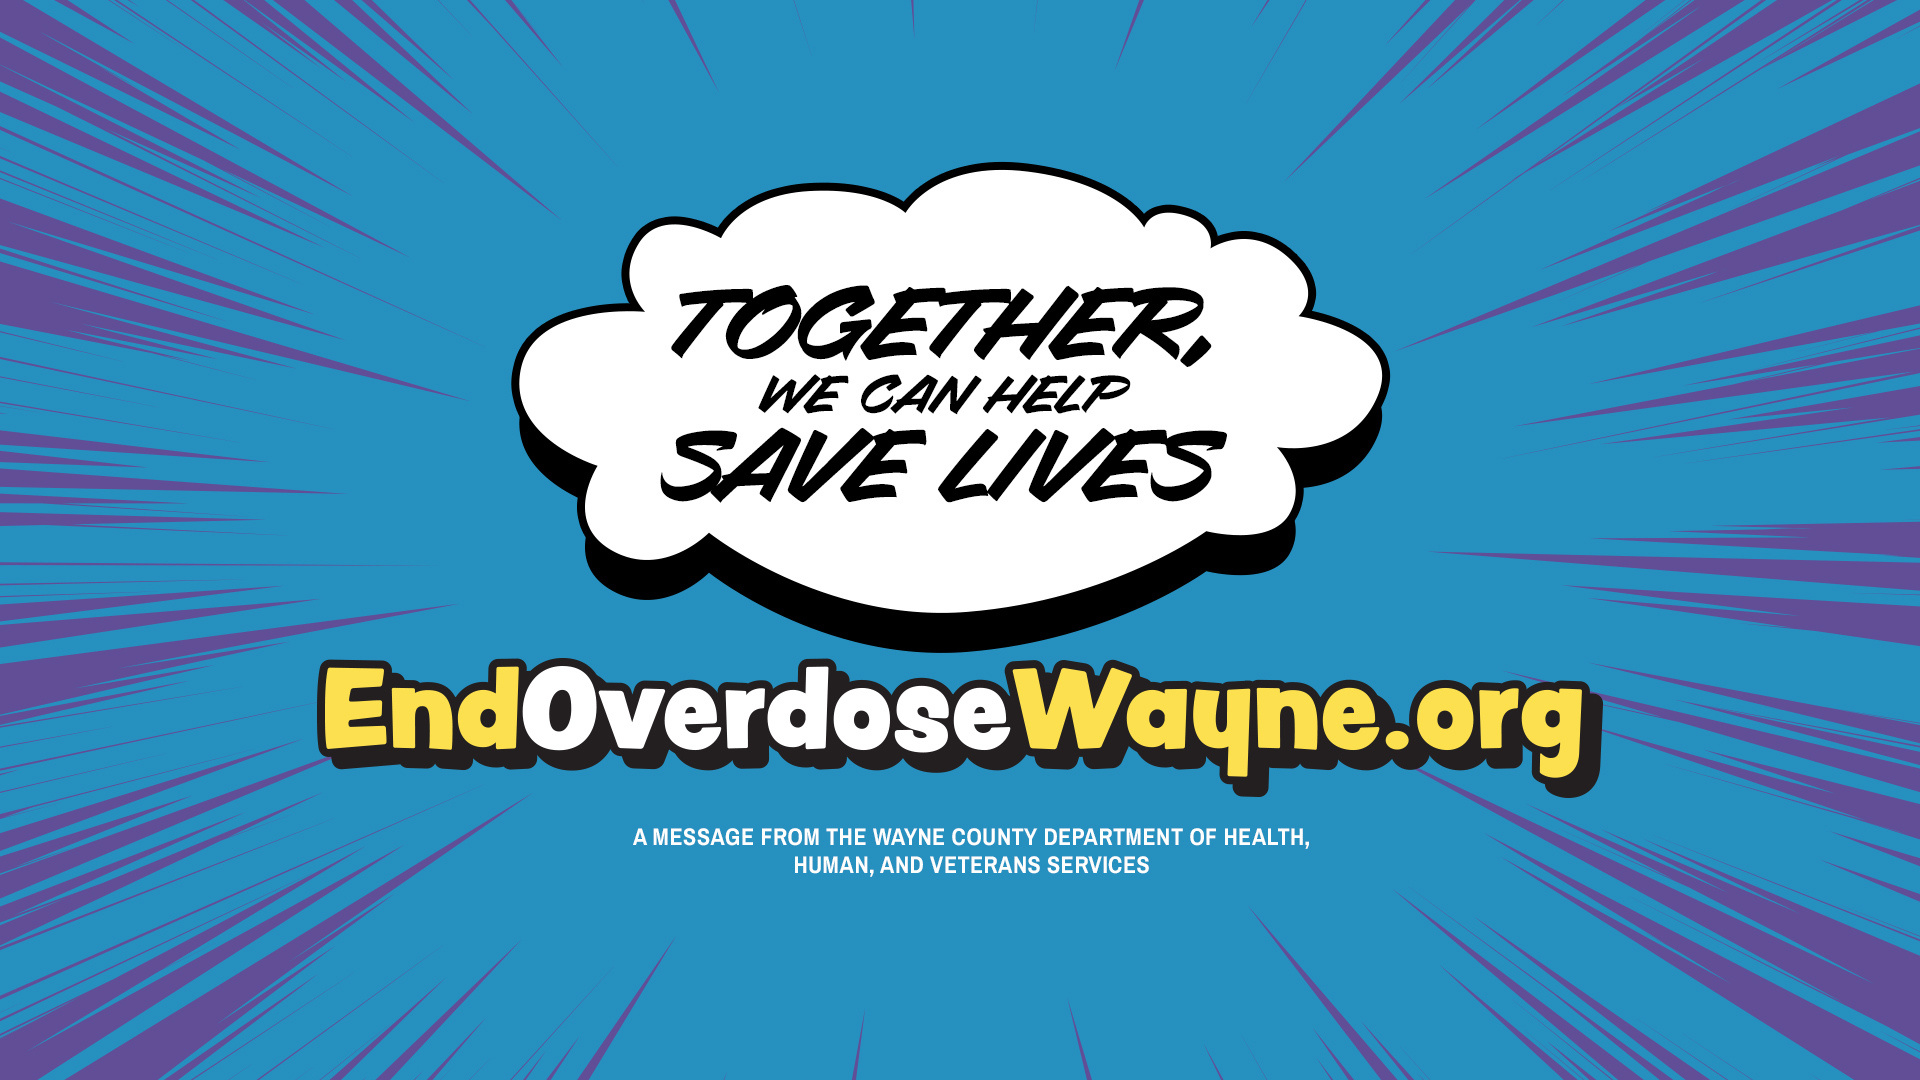 TOGETHER,
WE CAN HELP
SAVE LIVES
EndOverdoseWayne.org
A MESSAGE FROM THE WAYNE COUNTY DEPARTMENT OF HEALTH,
HUMAN, AND VETERANS SERVICES